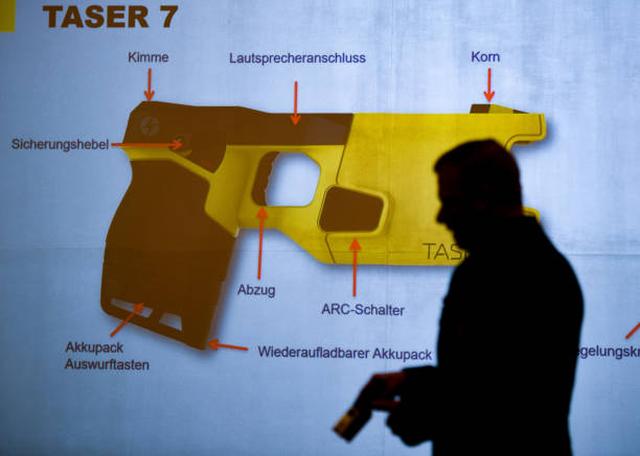 TASER 7
Kimme
Lautsprecheranschluss
Korn
Sicherungshebel
Abzug
ARC-Schalter
Akkupack
Auswurftasten
Wiederaufladbarer Akkupack